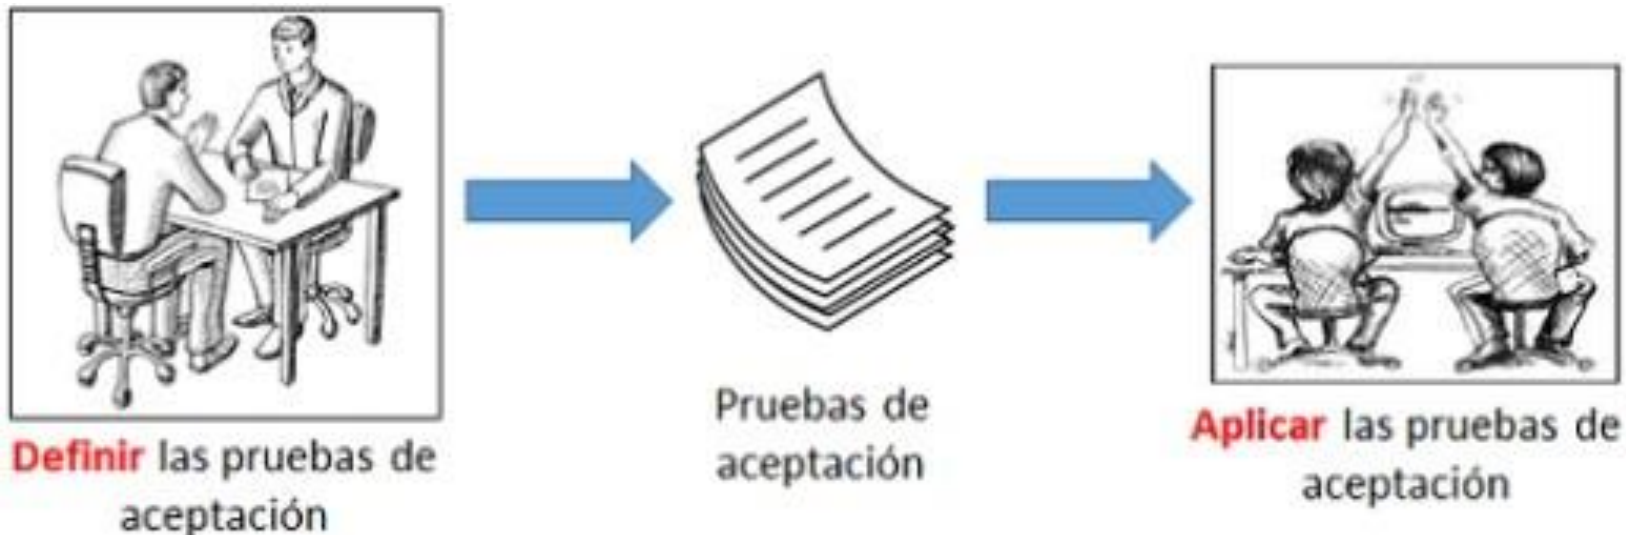 Definir las pruebas de
aceptación
Pruebas de
aceptación
Aplicar las pruebas de
aceptación